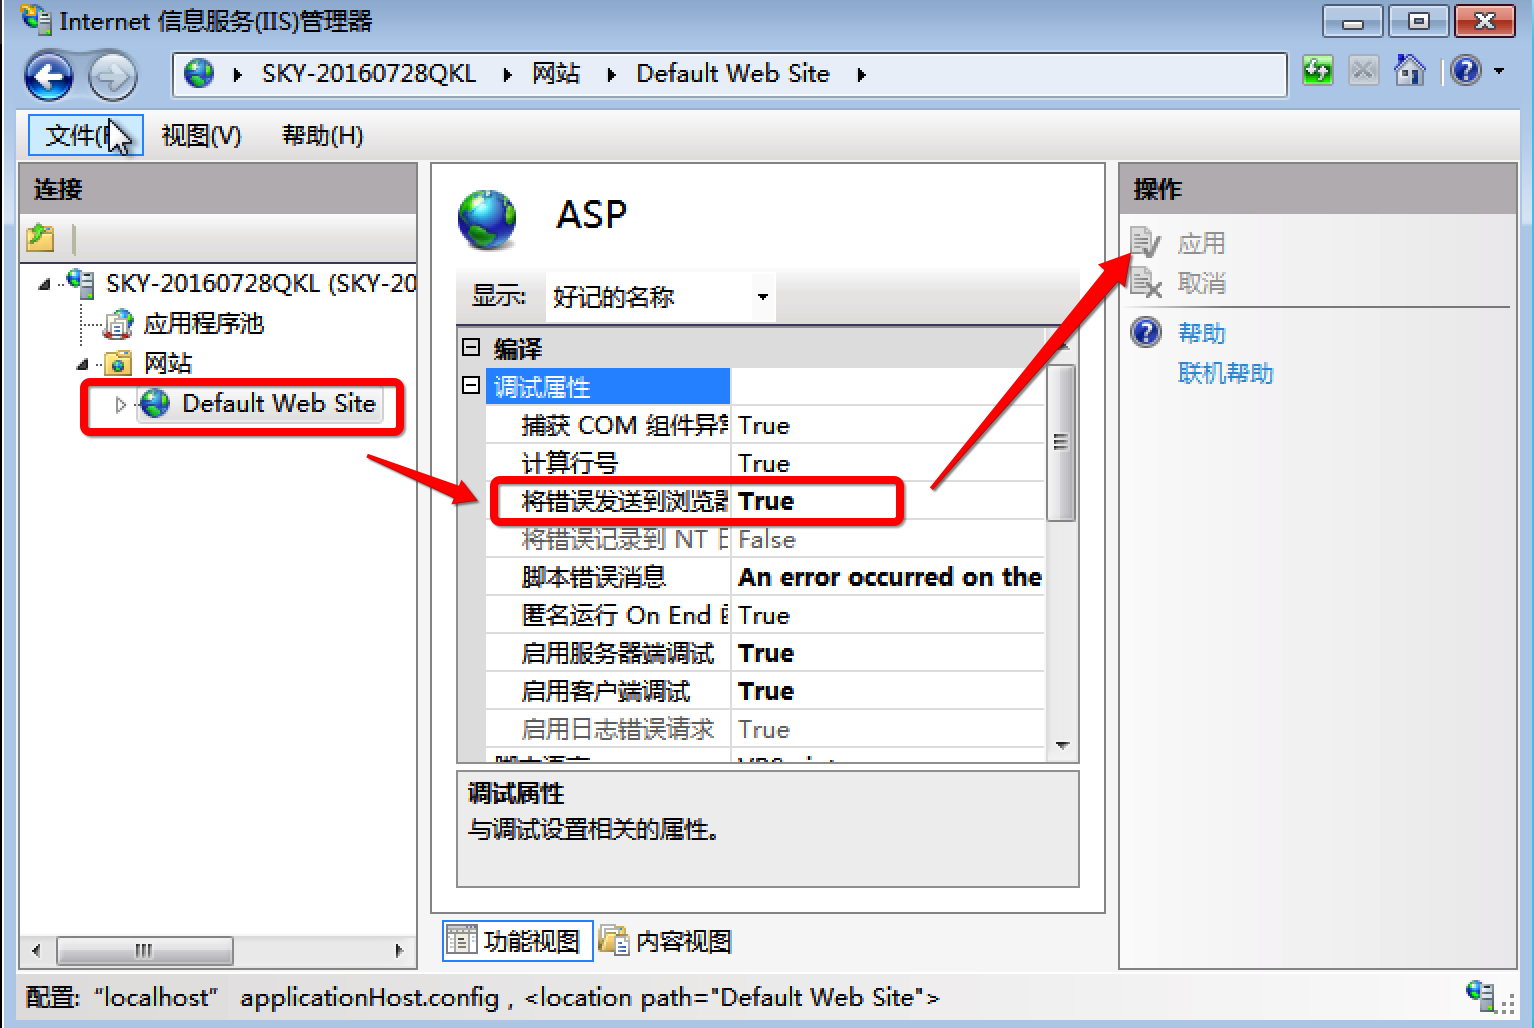 Internet 信息服务(IIS)管理器
SKY-20160728QKL 网站 Default Web Site
文件( 视图(V) 帮助(H)
连接
SKY-20160728QKL (SKY-20
应用程序池
网站
Default Web Site
ASP
显示: 好记的名称
编译
调试属性
捕获 COM 组件异常 True
计算行号 True
将错误发送到浏览器 True
将错误记录到 NT False
脚本错误消息 An error occurred on the
匿名运行 On End True
启用服务器端调试 True
启用客户端调试 True
启用日志错误请求 True
调试属性
与调试设置相关的属性。
功能视图 内容视图
操作
应用
取消
帮助
联机帮助
配置: “localhost” applicationHost.config , <location path="Default Web Site">